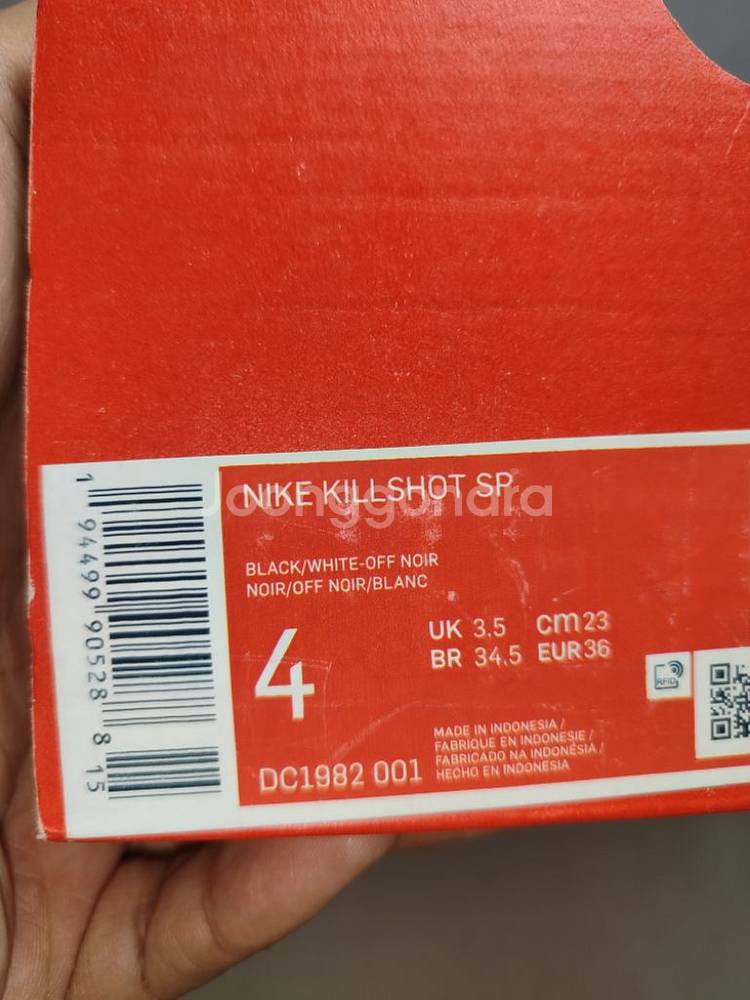 NIKE KILLSHOT SP
Joonggonara
BLACK/WHITE-OFF NOIR
NOIR/OFF NOIR/BLANC
4
UK 3.5 cm 23
BR 34.5 EUR 36
RFID
MADE IN INDONESIA /
FABRIQUE EN INDONESIE /
FABRICADO NA INDONÉSIA /
HECHO EN INDONESIA
DC1982 001
1 94499 90528 8 15